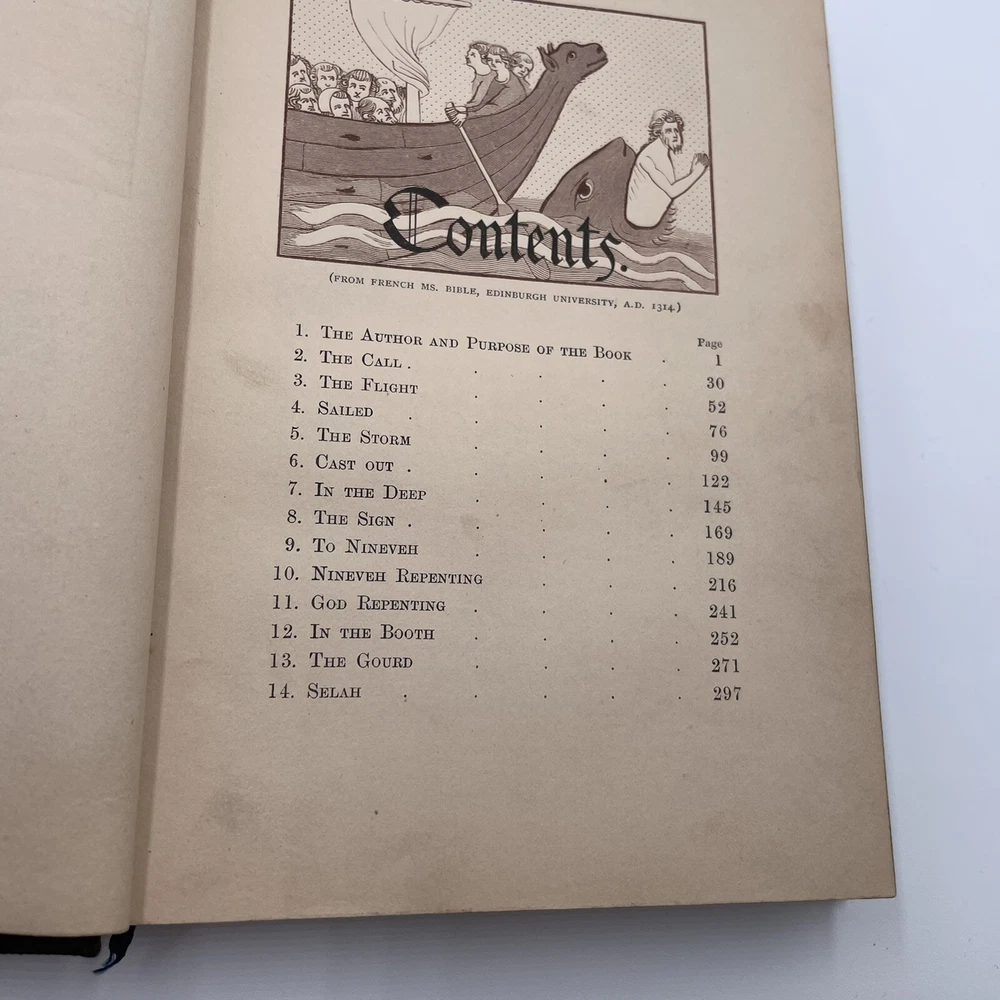 Contents.
(FROM FRENCH MS. BIBLE, EDINBURGH UNIVERSITY, A.D. 1314.)
Page
1. THE AUTHOR AND PURPOSE OF THE BOOK . 1
2. THE CALL . . . . . 30
3. THE FLIGHT . . . . 52
4. SAILED . . . . . 76
5. THE STORM . . . . 99
6. CAST OUT . . . . . 122
7. IN THE DEEP . . . . 145
8. THE SIGN . . . . . 169
9. TO NINEVEH . . . . 189
10. NINEVEH REPENTING . . . 216
11. GOD REPENTING . . . . 241
12. IN THE BOOTH . . . . 252
13. THE GOURD . . . . 271
14. SELAH . . . . . 297